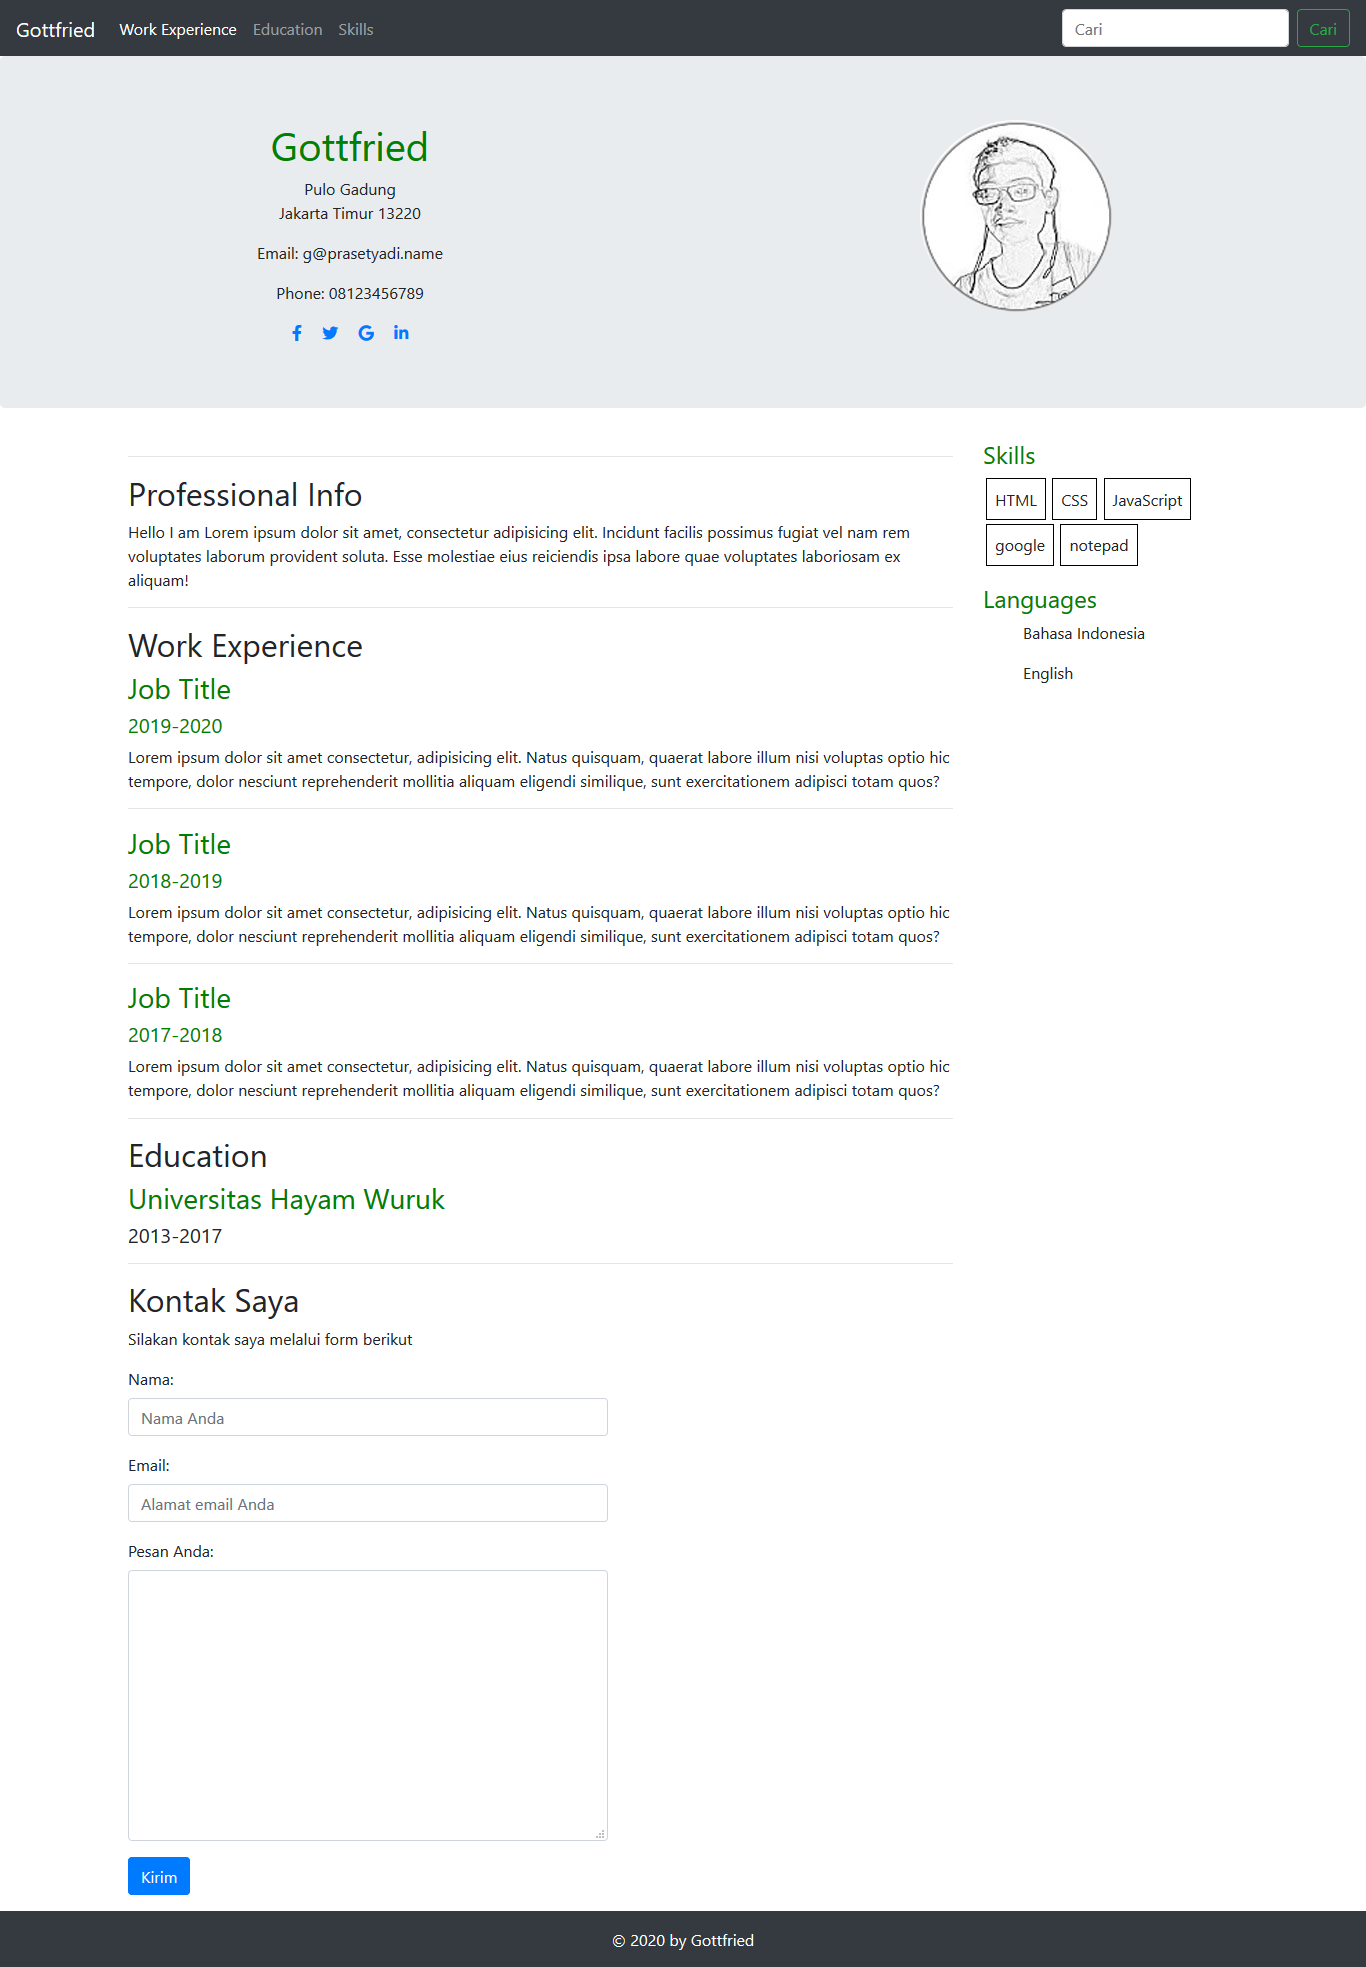 Gottfried Work Experience Education Skills Cari Cari
Gottfried
Pulo Gadung
Jakarta Timur 13220
Email: g@prasetyadi.name
Phone: 08123456789
Professional Info
Hello I am Lorem ipsum dolor sit amet, consectetur adipisicing elit. Incidunt facilis possimus fugiat vel nam rem
voluptates laborum provident soluta. Esse molestiae eius reiciendis ipsa labore quae voluptates laboriosam ex
aliquam!
Work Experience
Job Title
2019-2020
Lorem ipsum dolor sit amet consectetur, adipisicing elit. Natus quisquam, quaerat labore illum nisi voluptas optio hic
tempore, dolor nesciunt reprehenderit mollitia aliquam eligendi similique, sunt exercitationem adipisci totam quos?
Job Title
2018-2019
Lorem ipsum dolor sit amet consectetur, adipisicing elit. Natus quisquam, quaerat labore illum nisi voluptas optio hic
tempore, dolor nesciunt reprehenderit mollitia aliquam eligendi similique, sunt exercitationem adipisci totam quos?
Job Title
2017-2018
Lorem ipsum dolor sit amet consectetur, adipisicing elit. Natus quisquam, quaerat labore illum nisi voluptas optio hic
tempore, dolor nesciunt reprehenderit mollitia aliquam eligendi similique, sunt exercitationem adipisci totam quos?
Education
Universitas Hayam Wuruk
2013-2017
Kontak Saya
Silakan kontak saya melalui form berikut
Nama:
Nama Anda
Email:
Alamat email Anda
Pesan Anda:
Kirim
Skills
HTML CSS JavaScript
google notepad
Languages
Bahasa Indonesia
English
© 2020 by Gottfried